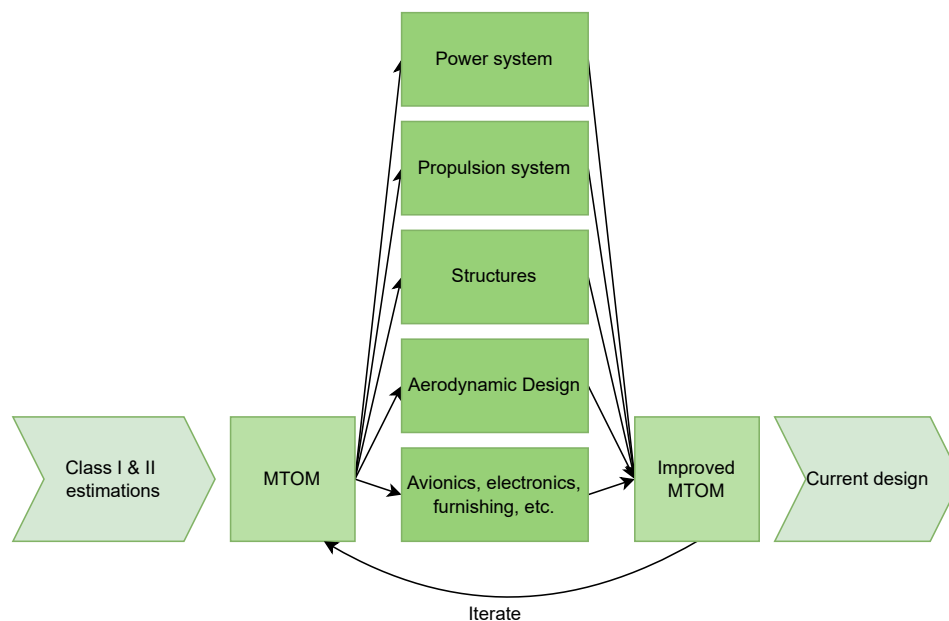 Power system
Propulsion system
Structures
Aerodynamic Design
Class I & II
estimations
MTOM
Avionics, electronics,
furnishing, etc.
Improved
MTOM
Current design
Iterate